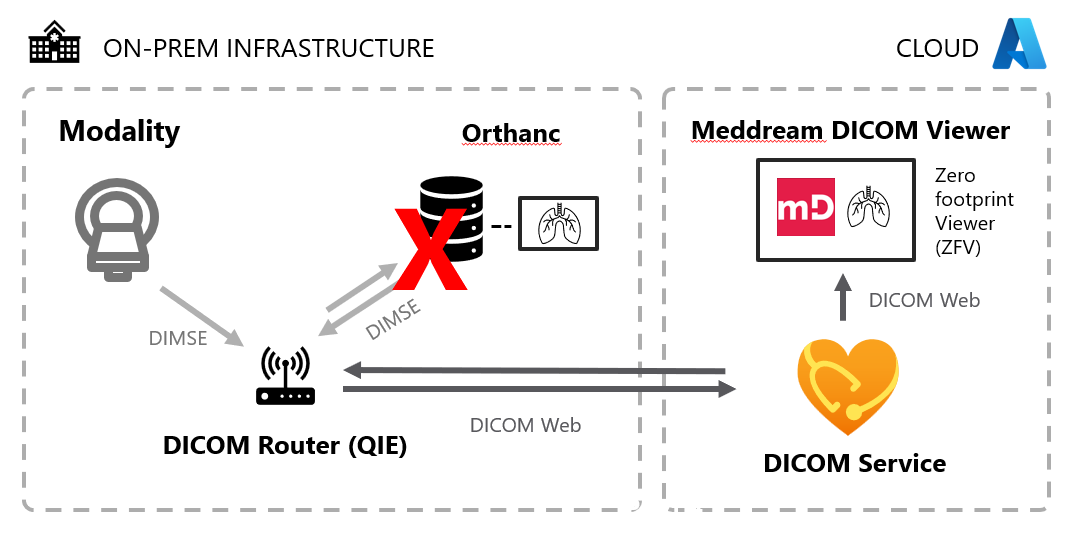 ON-PREM INFRASTRUCTURE
CLOUD
Modality
Orthanc
X
DIMSE
DIMSE
DICOM Router (QIE)
DICOM Web
Meddream DICOM Viewer
mD
Zero
footprint
Viewer
(ZFV)
DICOM Web
DICOM Service